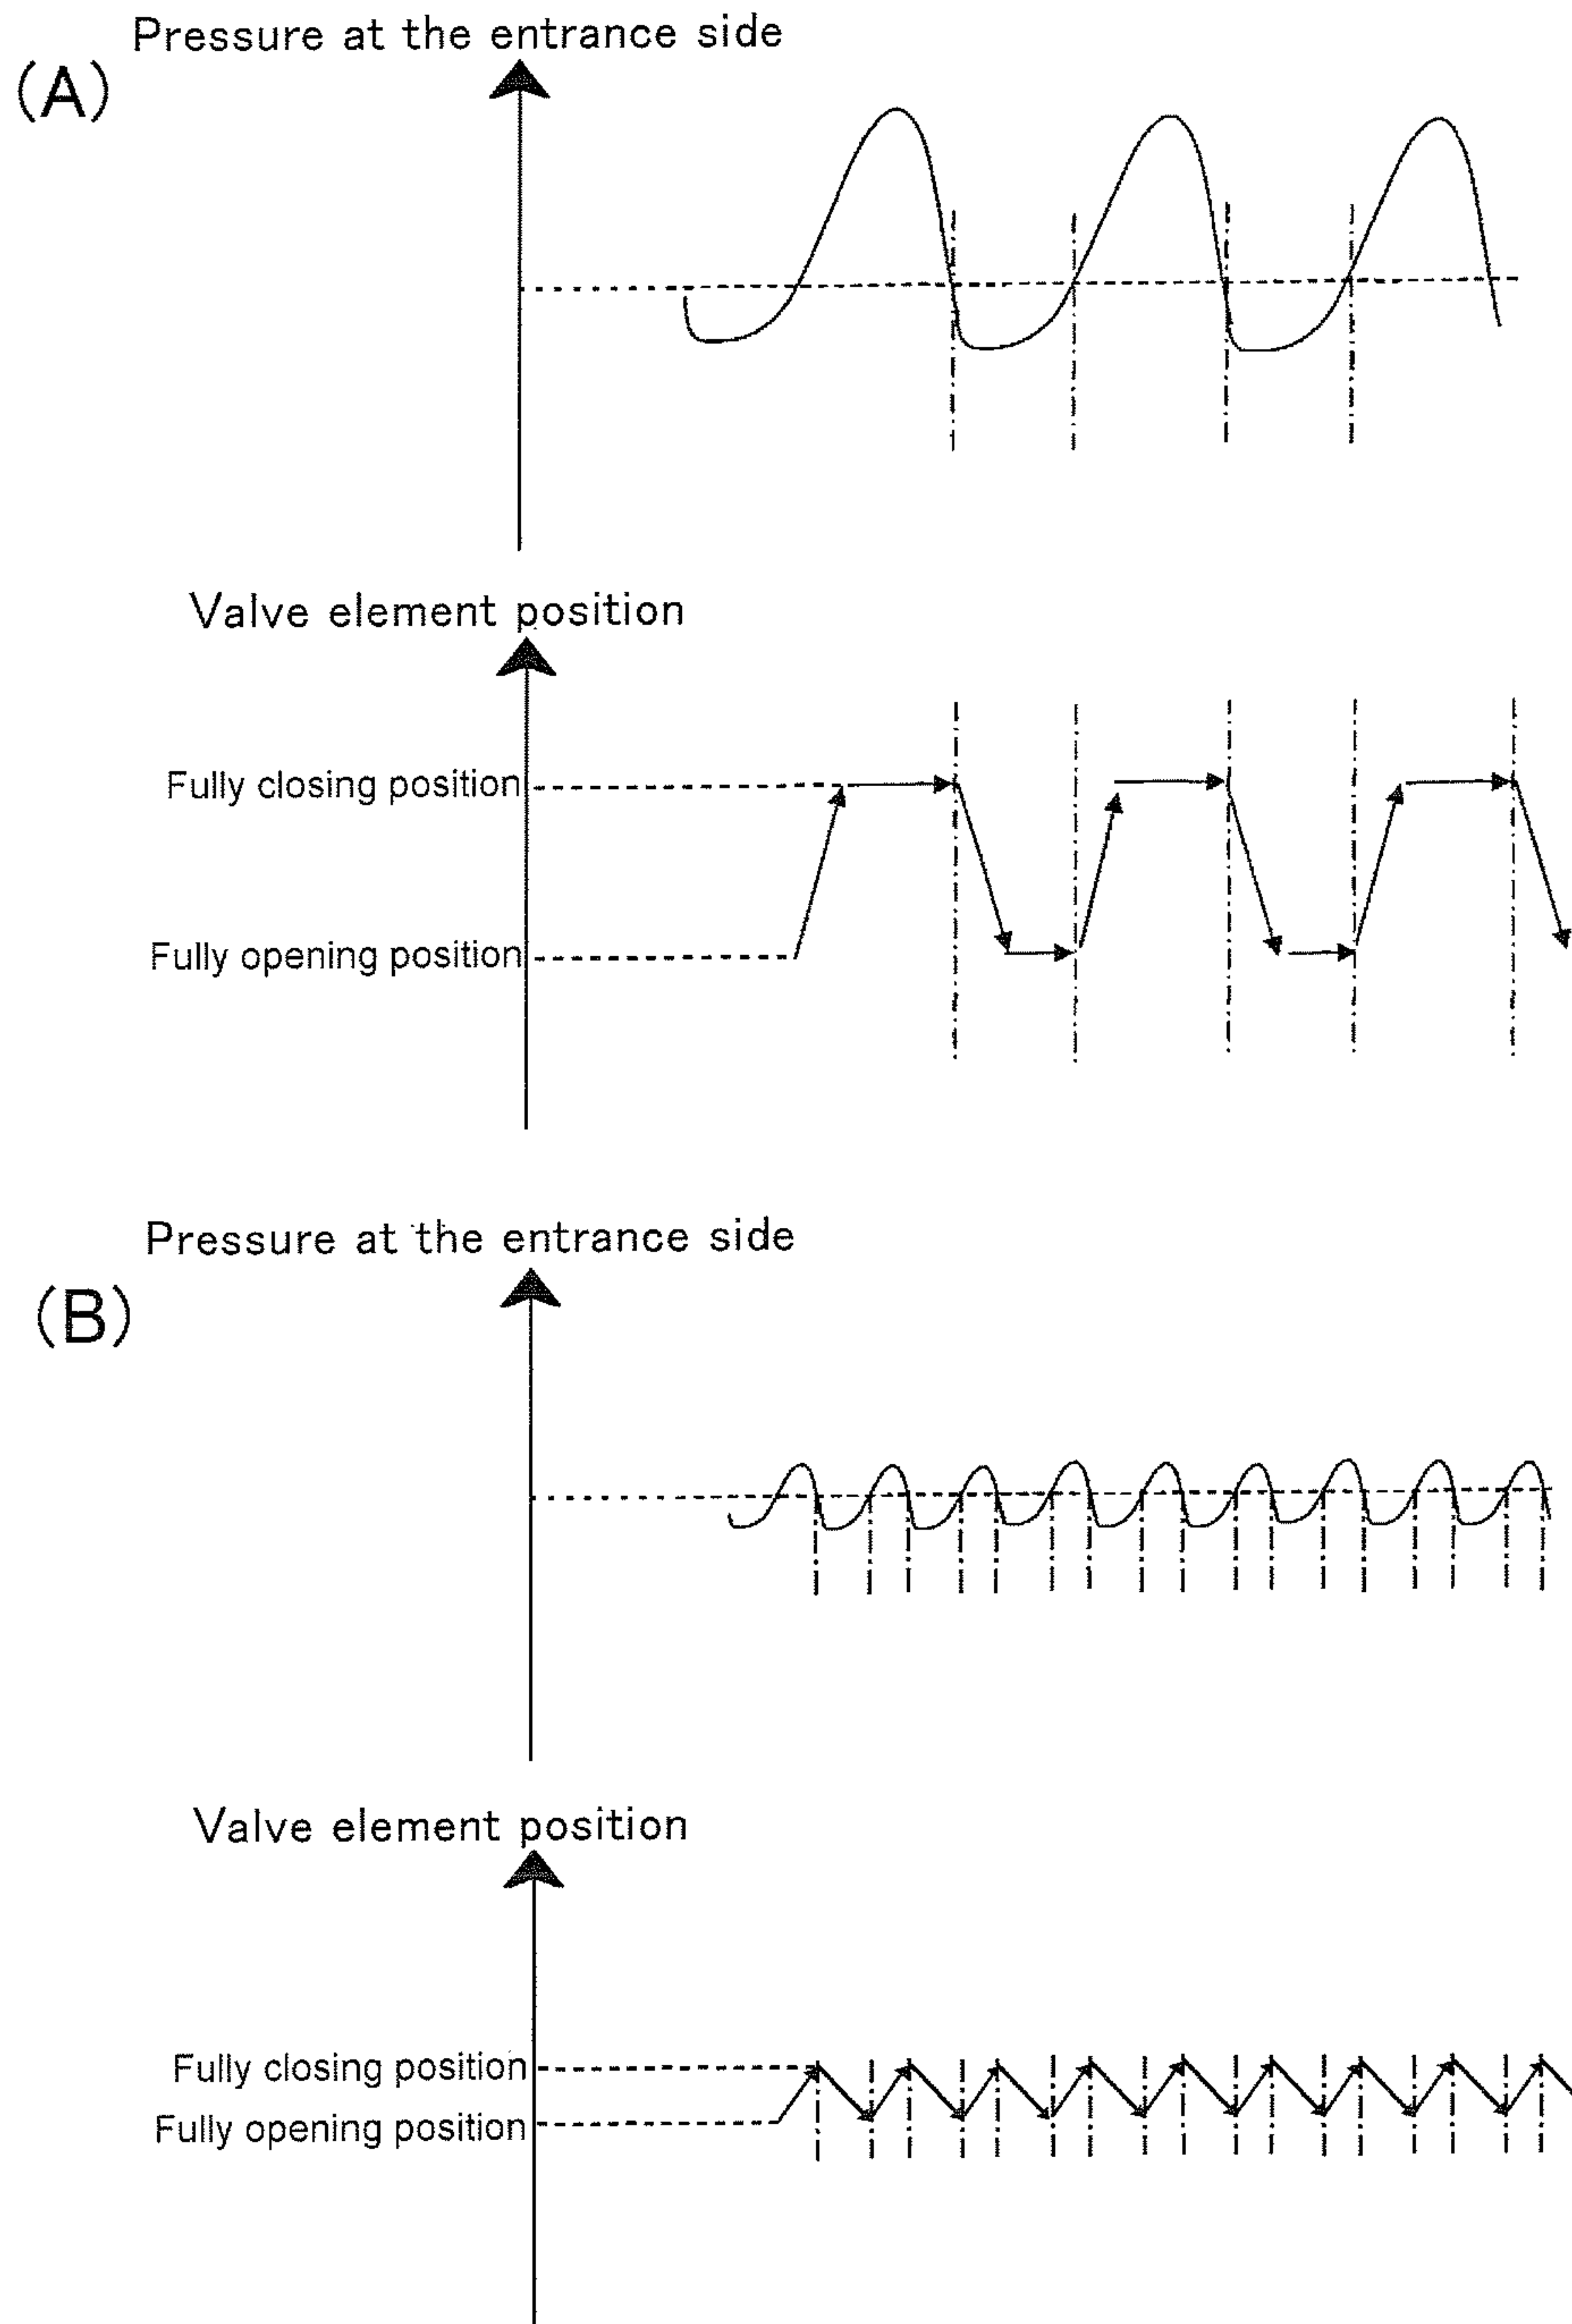 Pressure at the entrance side
(A)
Valve element position
Fully closing position
Fully opening position
Pressure at the entrance side
(B)
Valve element position
Fully closing position
Fully opening position